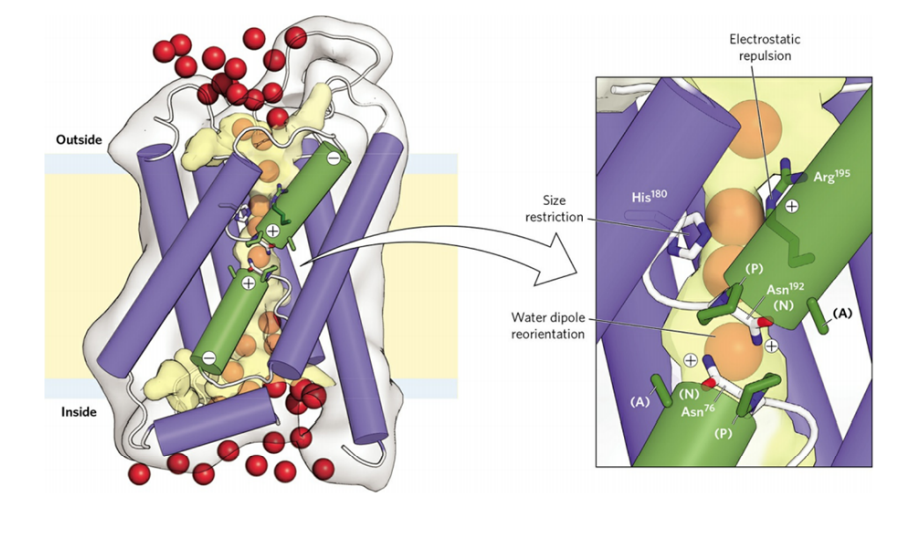 Outside
Inside
−
+
+
−
Electrostatic
repulsion
Arg195
+
His180
Size
restriction
(P)
Asn192
(N)
(A)
Water dipole
reorientation
+
+
(A)
(N)
Asn76
(P)